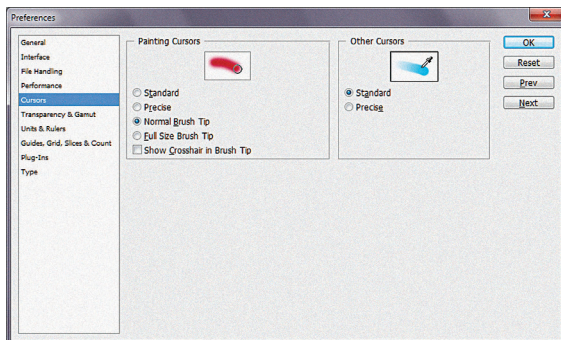 Preferences
General
Interface
File Handling
Performance
Cursors
Transparency & Gamut
Units & Rulers
Guides, Grid, Slices & Count
Plug-Ins
Type
Painting Cursors
Standard
Precise
Normal Brush Tip
Full Size Brush Tip
Show Crosshair in Brush Tip
Other Cursors
Standard
Precise
OK
Reset
Prev
Next